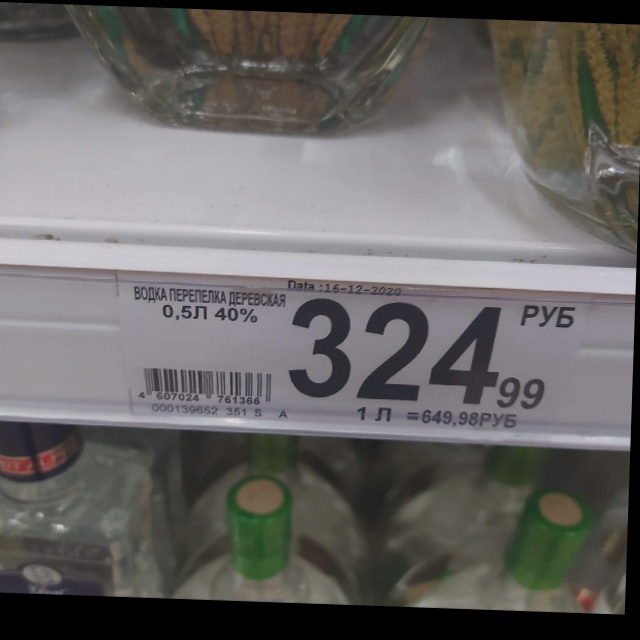 Data :15-12-2020
ВОДКА ПЕРЕПЕЛКА ДЕРЕВСКАЯ
0,5Л 40%
324 99 РУБ
4 607024 761366
000139652 351 S A
1 Л =649,98РУБ